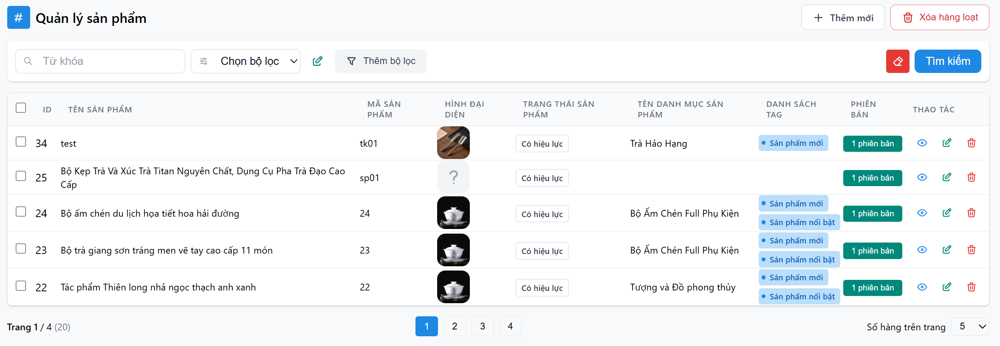 # Quản lý sản phẩm
Thêm mới
Xóa hàng loạt
Từ khóa
Chọn bộ lọc
Thêm bộ lọc
Tìm kiếm
ID TÊN SẢN PHẨM MÃ SẢN PHẨM HÌNH ĐẠI DIỆN TRẠNG THÁI SẢN PHẨM TÊN DANH MỤC SẢN PHẨM DANH SÁCH TAG PHIÊN BẢN THAO TÁC
34 test tk01 Có hiệu lực Trà Hảo Hạng Sản phẩm mới 1 phiên bản
25 Bộ Kẹp Trà Và Xúc Trà Titan Nguyên Chất, Dụng Cụ Pha Trà Đạo Cao Cấp sp01 ? Có hiệu lực 1 phiên bản
24 Bộ ấm chén du lịch họa tiết hoa hải đường 24 Có hiệu lực Bộ Ấm Chén Full Phụ Kiện Sản phẩm mới Sản phẩm nổi bật 1 phiên bản
23 Bộ trà giang sơn tráng men vẽ tay cao cấp 11 món 23 Có hiệu lực Bộ Ấm Chén Full Phụ Kiện Sản phẩm mới Sản phẩm nổi bật 1 phiên bản
22 Tác phẩm Thiên long nhả ngọc thạch anh xanh 22 Có hiệu lực Tượng và Đồ phong thủy Sản phẩm mới Sản phẩm nổi bật 1 phiên bản
Trang 1 / 4 (20)
1 2 3 4
Số hàng trên trang 5